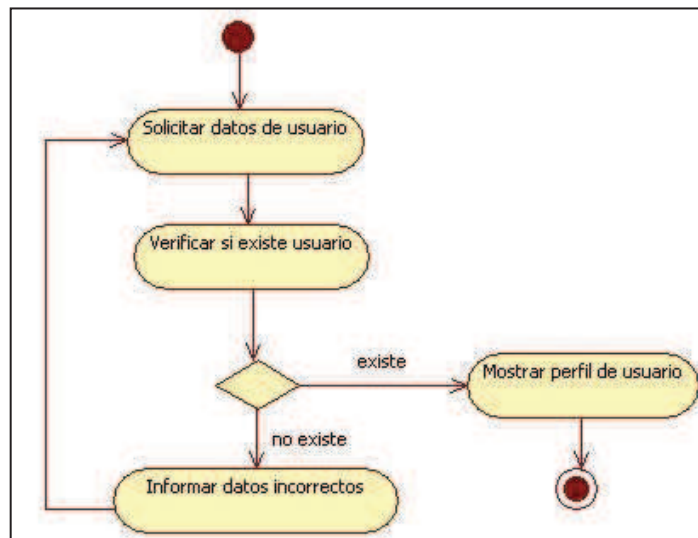 Solicitar datos de usuario
Verificar si existe usuario
existe
Mostrar perfil de usuario
no existe
Informar datos incorrectos